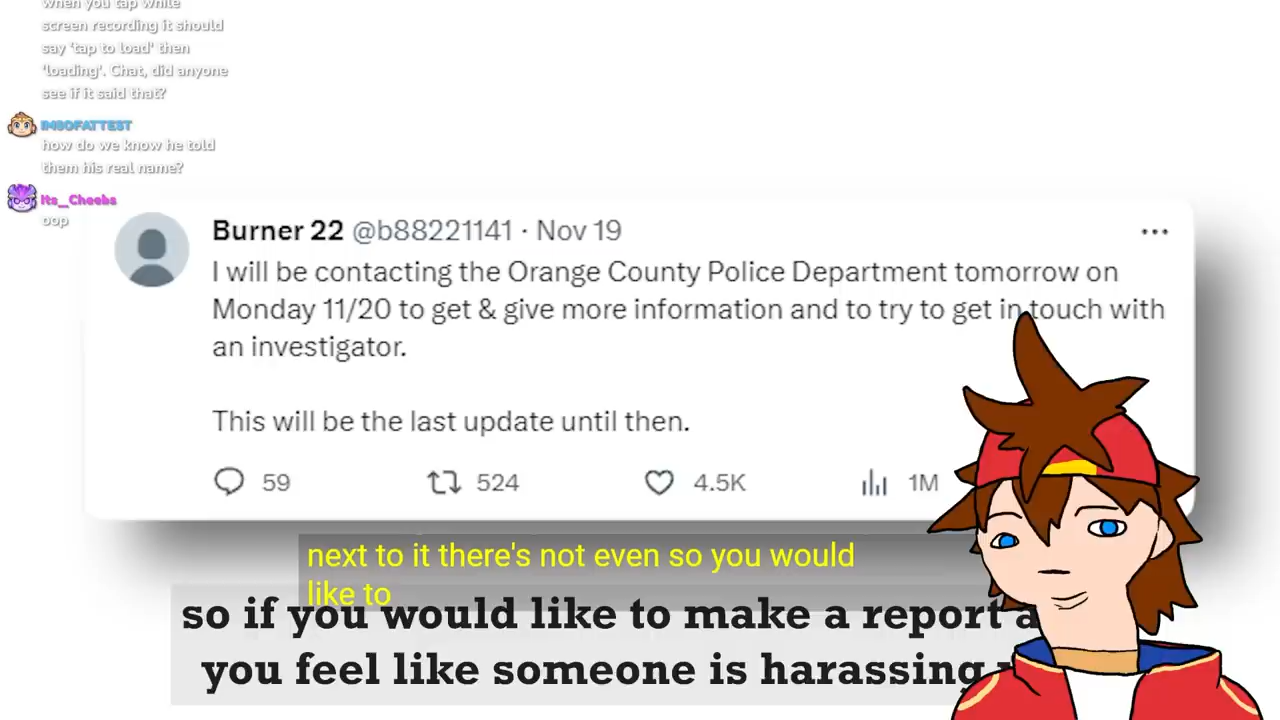 when you tap while
screen recording it should
say 'tap to load' then
'loading'. Chat, did anyone
see if it said that?
IMSOFATTEST
how do we know he told
them his real name?
Its_Cheebs
oop
Burner 22 @b88221141 · Nov 19
I will be contacting the Orange County Police Department tomorrow on
Monday 11/20 to get & give more information and to try to get in touch with
an investigator.
This will be the last update until then.
59 524 4.5K 1M
next to it there's not even so you would
like to
so if you would like to make a report
you feel like someone is harassing